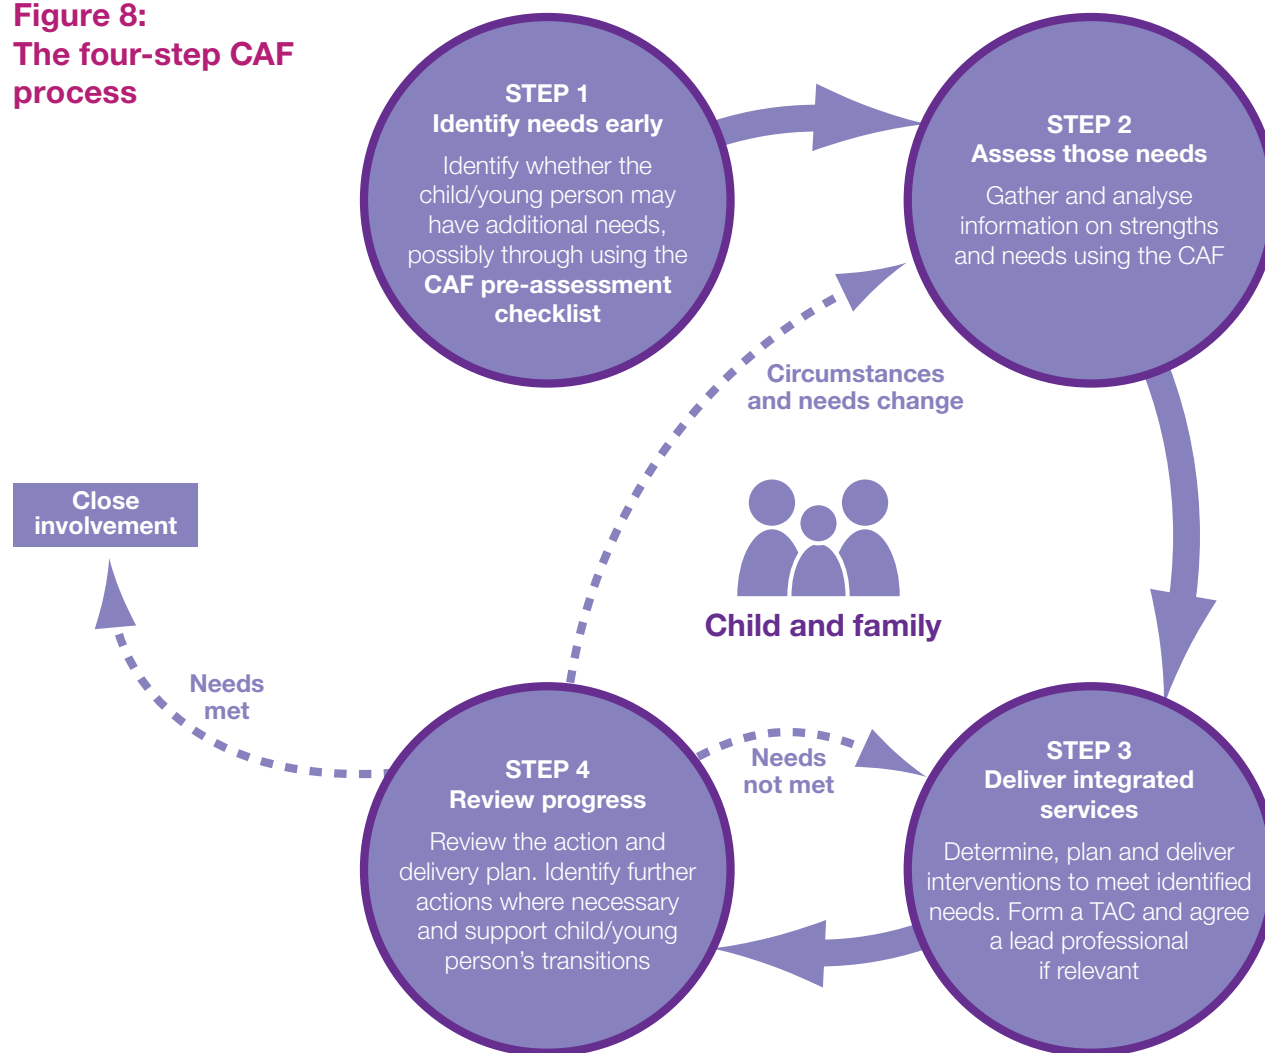 Figure 8:
The four-step CAF
process
STEP 1
Identify needs early
Identify whether the
child/young person may
have additional needs,
possibly through using the
CAF pre-assessment
checklist
STEP 2
Assess those needs
Gather and analyse
information on strengths
and needs using the CAF
Circumstances
and needs change
Close
involvement
Child and family
Needs
met
Needs
not met
STEP 3
Deliver integrated
services
Determine, plan and deliver
interventions to meet identified
needs. Form a TAC and agree
a lead professional
if relevant
STEP 4
Review progress
Review the action and
delivery plan. Identify further
actions where necessary
and support child/young
person’s transitions